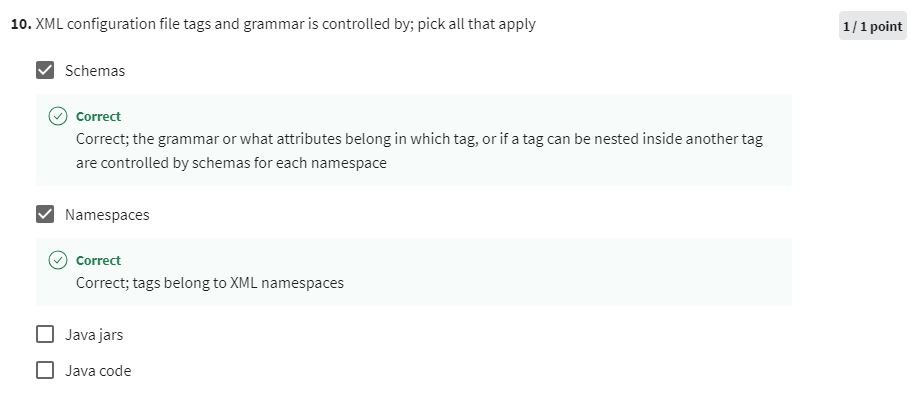 10. XML configuration file tags and grammar is controlled by; pick all that apply
1 / 1 point
Schemas
Correct
Correct; the grammar or what attributes belong in which tag, or if a tag can be nested inside another tag
are controlled by schemas for each namespace
Namespaces
Correct
Correct; tags belong to XML namespaces
Java jars
Java code